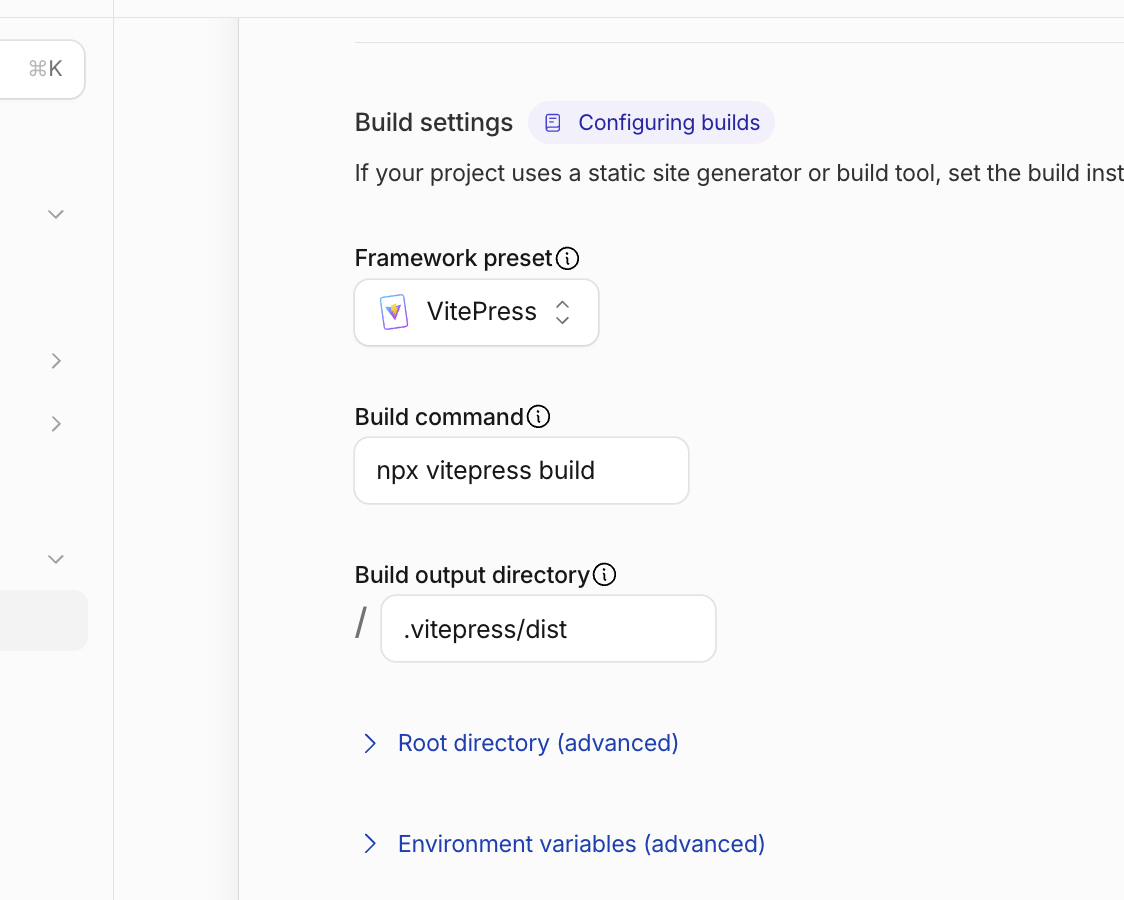 ⌘K
Build settings
Configuring builds
If your project uses a static site generator or build tool, set the build inst
Framework preset
VitePress
Build command
npx vitepress build
Build output directory
/
.vitepress/dist
Root directory (advanced)
Environment variables (advanced)